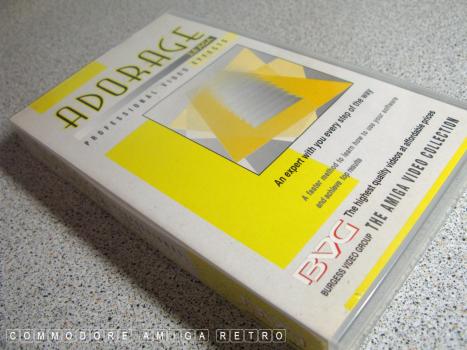 ADORAGE
PROFESSIONAL VIDEO EFFECTS
An expert with you every step of the way
A faster method to learn how to use your software
and achieve top results
The highest quality videos at affordable prices
BVG
BURGESS VIDEO GROUP
THE AMIGA VIDEO COLLECTION
COMMODORE AMIGA RETRO